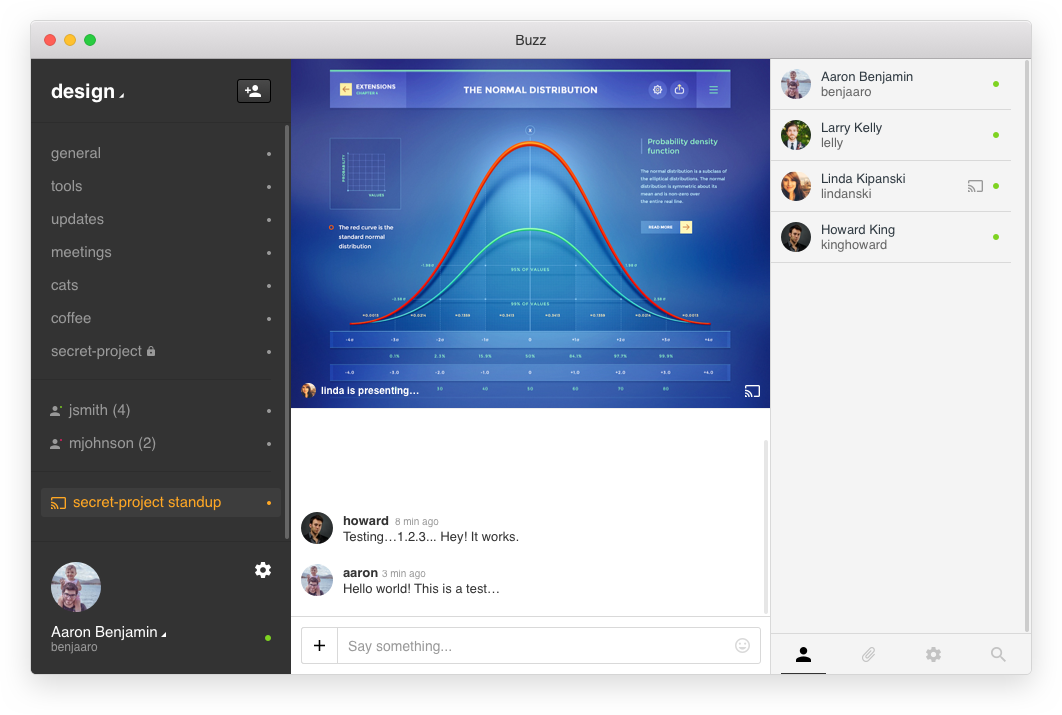 Buzz
design
general
tools
updates
meetings
cats
coffee
secret-project
jsmith (4)
mjohnson (2)
secret-project standup
Aaron Benjamin
benjaaro
EXTENSIONS
CHAPTER 6
THE NORMAL DISTRIBUTION
PROBABILITY
VALUES
The red curve is the
standard normal
distribution
Probability density
function
The normal distribution is a subclass of
the elliptical distributions. The normal
distribution is symmetric about its
mean and is non-zero over
the entire real line.
READ MORE
95% OF VALUES
99% OF VALUES
-4σ -3σ -2σ -1σ 0 +1σ +2σ +3σ +4σ
0.1% 2.3% 15.9% 50% 84.1% 97.7% 99.9%
-4.0 -3.0 -2.0 -1.0 0 +1.0 +2.0 +3.0 +4.0
linda is presenting...
30 40 50 60 70 80
howard 8 min ago
Testing…1.2.3... Hey! It works.
aaron 3 min ago
Hello world! This is a test…
Say something...
Aaron Benjamin
benjaaro
Larry Kelly
lelly
Linda Kipanski
lindanski
Howard King
kinghoward